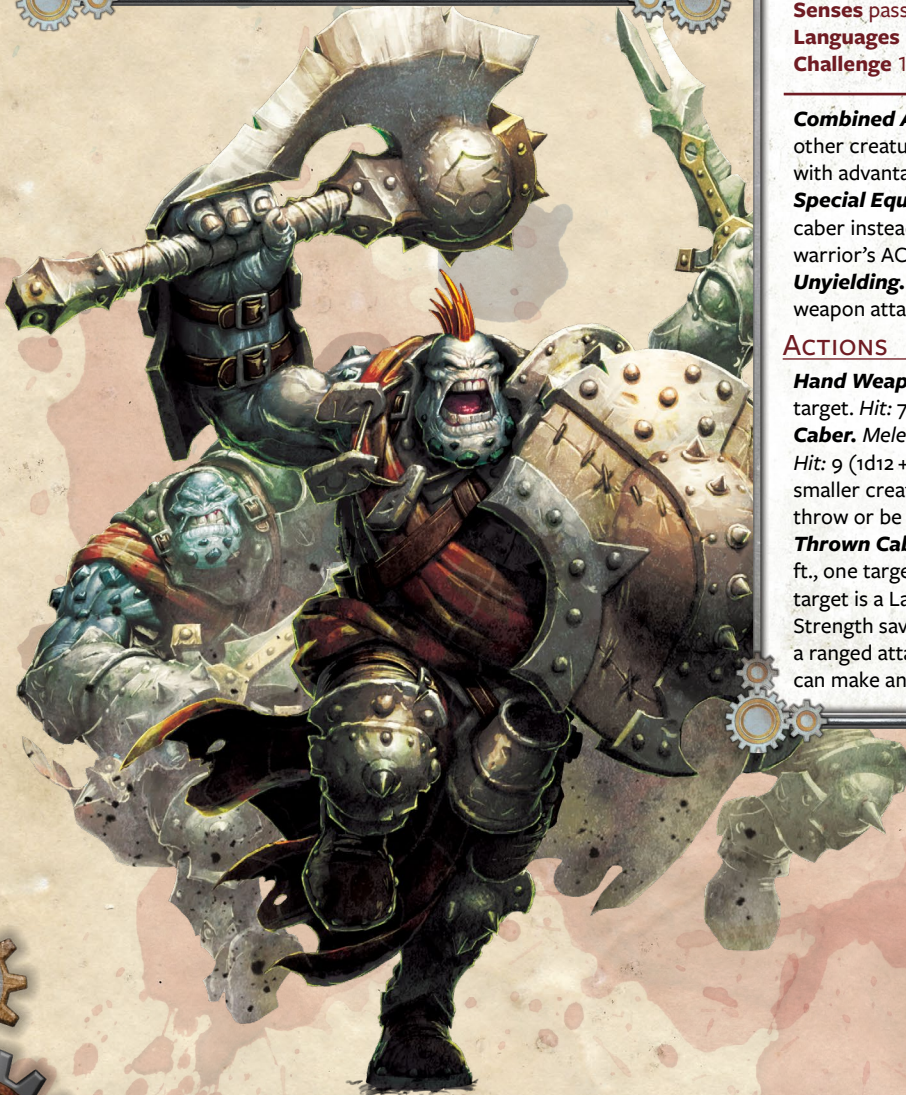 Senses pass
Languages
Challenge 1
Combined A
other creatu
with advanta
Special Equ
caber instea
warrior's AC
Unyielding.
weapon atta
ACTIONS
Hand Weap
target. Hit: 7
Caber. Mele
Hit: 9 (1d12 +
smaller creat
throw or be
Thrown Cab
ft., one targe
target is a La
Strength sav
a ranged atta
can make an